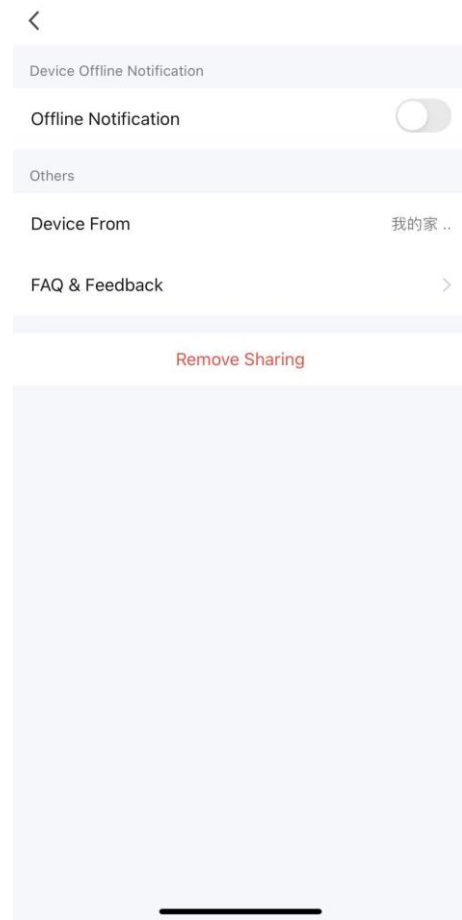 Device Offline Notification
Offline Notification
Others
Device From 我的家 ..
FAQ & Feedback
Remove Sharing